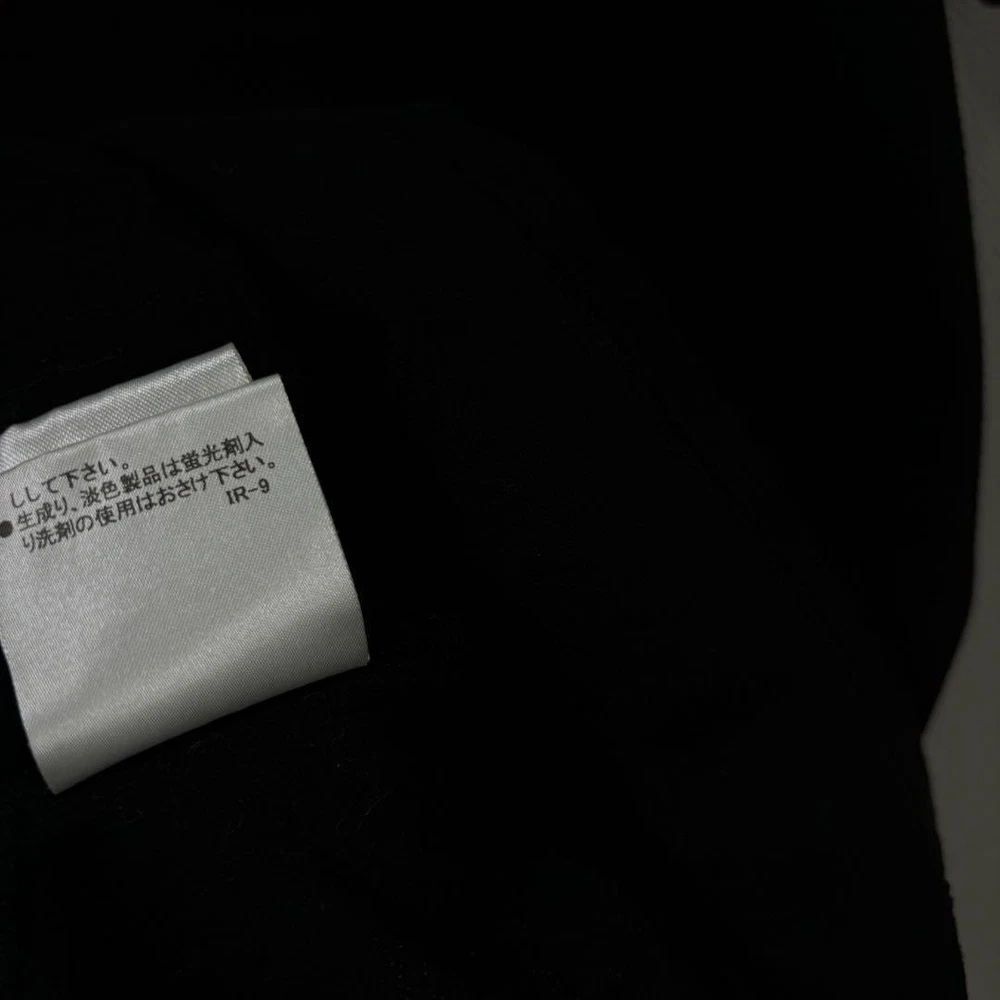 ししして下さい。
●生成り、淡色製品は蛍光剤入
り洗剤の使用はおさけ下さい。
IR-9